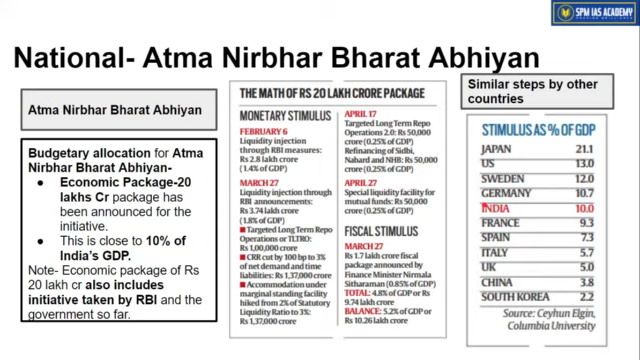 SPM IAS ACADEMY
National- Atma Nirbhar Bharat Abhiyan
Atma Nirbhar Bharat Abhiyan
Budgetary allocation for Atma
Nirbhar Bharat Abhiyan-
● Economic Package-20
lakhs Cr package has
been announced for the
initiative.
● This is close to 10% of
India's GDP.
Note- Economic package of Rs
20 lakh cr also includes
initiative taken by RBI and the
government so far.
THE MATH OF RS 20 LAKH CRORE PACKAGE
MONETARY STIMULUS
FEBRUARY 6
Liquidity injection
through RBI measures:
Rs 2.8 lakh crore
(1.4% of GDP)
MARCH 27
Liquidity injection through
RBI announcements:
Rs 3.74 lakh crore
(1.8% of GDP)
■ Targeted Long Term Repo
Operations or TLTRO:
Rs 1,00,000 crore
■ CRR cut by 100 bp to 3%
of net demand and time
liabilities: Rs 1,37,000 crore
■ Accommodation under
marginal standing facility
hiked from 2% of Statutory
Liquidity Ratio to 3%:
Rs 1,37,000 crore
APRIL 17
Targeted Long Term Repo
Operations 2.0: Rs 50,000
crore (0.25% of GDP)
Refinancing of Sidbi,
Nabard and NHB: Rs 50,000
crore (0.25% of GDP)
APRIL 27
Special liquidity facility for
mutual funds: Rs 50,000
crore (0.25% of GDP)
FISCAL STIMULUS
MARCH 27
Rs 1.7 lakh crore fiscal
package announced by
Finance Minister Nirmala
Sitharaman (0.85% of GDP)
TOTAL: 4.8% of GDP or Rs
9.74 lakh crore
BALANCE: 5.2% of GDP or
Rs 10.26 lakh crore
Similar steps by other
countries
STIMULUS AS % OF GDP
JAPAN 21.1
US 13.0
SWEDEN 12.0
GERMANY 10.7
INDIA 10.0
FRANCE 9.3
SPAIN 7.3
ITALY 5.7
UK 5.0
CHINA 3.8
SOUTH KOREA 2.2
Source: Ceyhun Elgin,
Columbia University